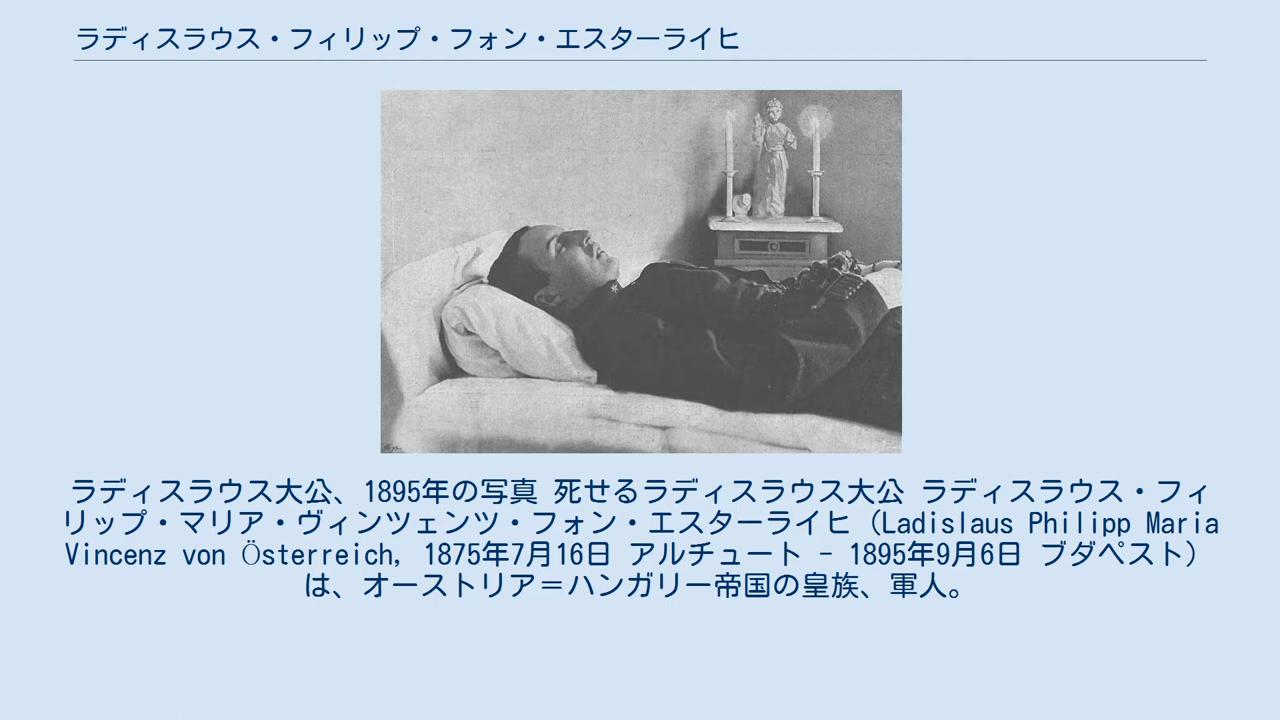 ラディスラウス・フィリップ・フォン・エスターライヒ
ラディスラウス大公、1895年の写真 死せるラディスラウス大公 ラディスラウス・フィ
リップ・マリア・ヴィンツェンツ・フォン・エスターライヒ（Ladislaus Philipp Maria
Vincenz von Österreich, 1875年7月16日 アルチュート - 1895年9月6日 ブダペスト）
は、オーストリア＝ハンガリー帝国の皇族、軍人。